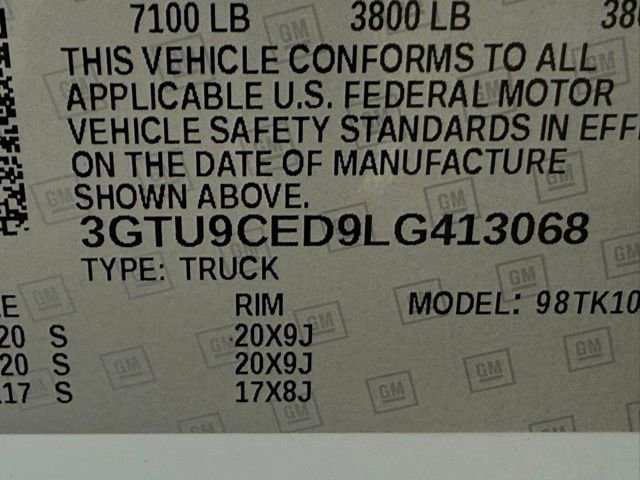 7100 LB 3800 LB 38
THIS VEHICLE CONFORMS TO ALL
APPLICABLE U.S. FEDERAL MOTOR
VEHICLE SAFETY STANDARDS IN EFF
ON THE DATE OF MANUFACTURE
SHOWN ABOVE.
3GTU9CED9LG413068
TYPE: TRUCK
E RIM MODEL: 98TK10
20 S 20X9J
20 S 20X9J
17 S 17X8J